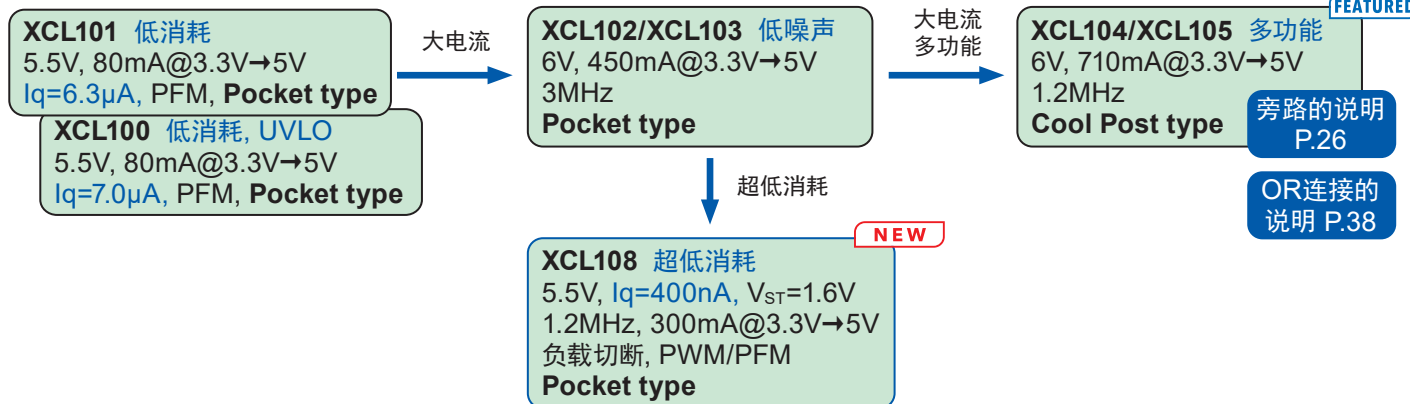 XCL101 低消耗
5.5V, 80mA@3.3V➞5V
Iq=6.3µA, PFM, Pocket type
XCL100 低消耗, UVLO
5.5V, 80mA@3.3V➞5V
Iq=7.0µA, PFM, Pocket type
大电流
XCL102/XCL103 低噪声
6V, 450mA@3.3V➞5V
3MHz
Pocket type
大电流
多功能
FEATURED
XCL104/XCL105 多功能
6V, 710mA@3.3V➞5V
1.2MHz
Cool Post type
旁路的说明
P.26
OR连接的
说明 P.38
超低消耗
NEW
XCL108 超低消耗
5.5V, Iq=400nA, VST=1.6V
1.2MHz, 300mA@3.3V➞5V
负载切断, PWM/PFM
Pocket type